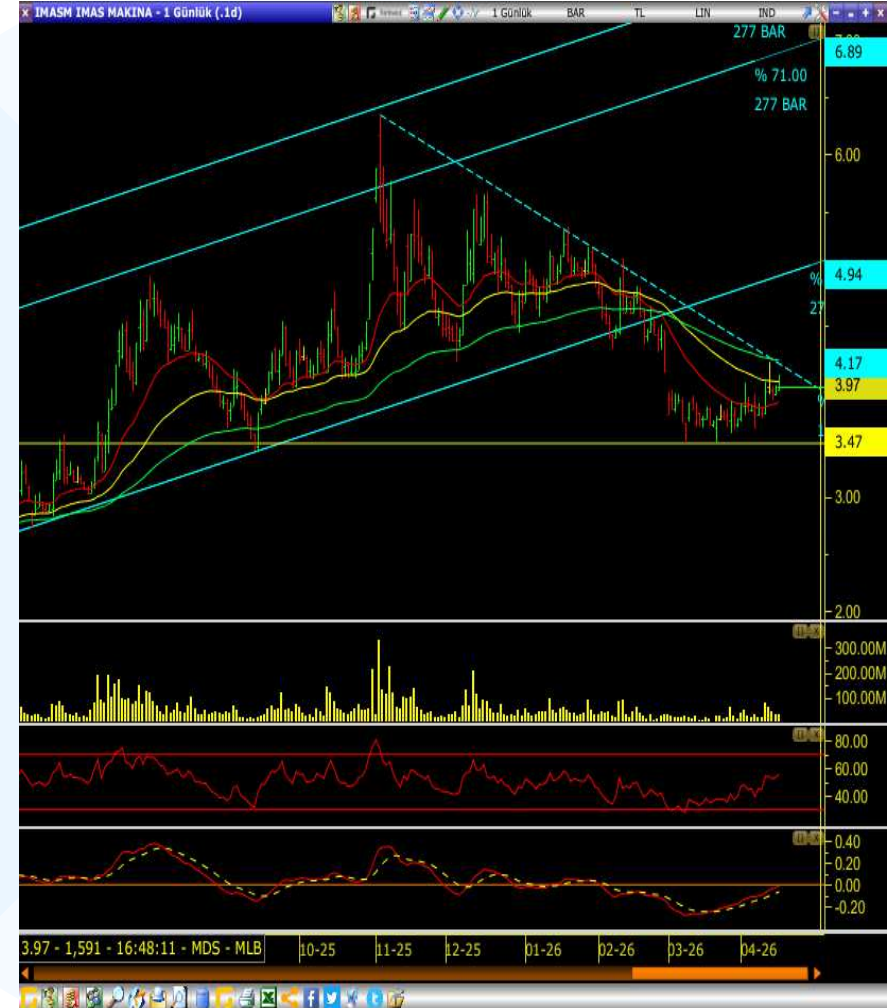 IMASM IMAS MAKINA - 1 Günlük (.1d)
1 Günlük BAR TL LIN IND
277 BAR
6.89
% 71.00
277 BAR
6.00
4.94
%
27
4.17
3.97
3.47
3.00
2.00
300.00M
200.00M
100.00M
80.00
60.00
40.00
0.40
0.20
0.00
-0.20
3.97 - 1,591 - 16:48:11 - MDS - MLB
10-25 11-25 12-25 01-26 02-26 03-26 04-26